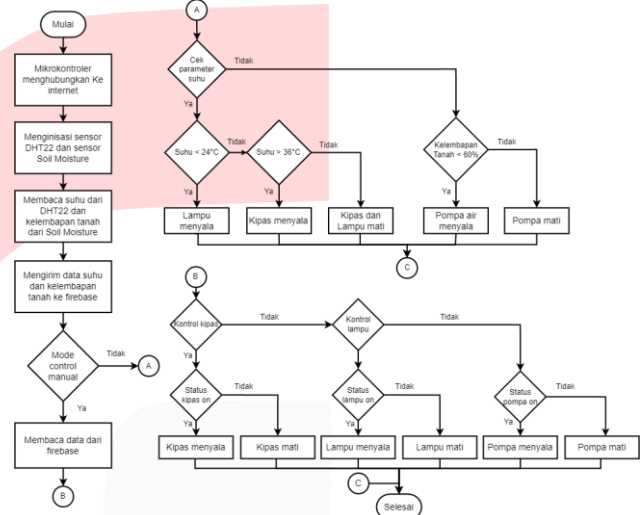 Mulai
Mikrokontroler
menghubungkan Ke
internet
Menginisasi sensor
DHT22 dan sensor
Soil Moisture
Membaca suhu dari
DHT22 dan
kelembapan tanah
dari Soil Moisture
Mengirim data suhu
dan kelembapan
tanah ke firebase
Mode
control
manual
Tidak
A
Ya
Membaca data dari
firebase
B
A
Cek
parameter
suhu
Tidak
Ya
Suhu < 24°C
Tidak
Suhu > 36°C
Tidak
Kelembapan
Tanah < 60%
Tidak
Ya
Ya
Ya
Lampu
menyala
Kipas menyala
Kipas dan
Lampu mati
Pompa air
menyala
Pompa mati
C
B
Kontrol kipas
Tidak
Kontrol
lampu
Tidak
Ya
Ya
Status
kipas on
Tidak
Status
lampu on
Tidak
Status
pompa on
Tidak
Ya
Ya
Ya
Kipas menyala
Kipas mati
Lampu menyala
Lampu mati
Pompa menyala
Pompa mati
C
Selesai